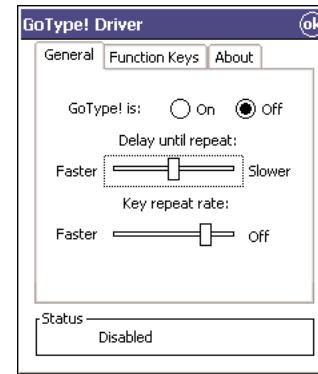 GoType! Driver ok
General Function Keys About
GoType! is: On Off
Delay until repeat:
Faster Slower
Key repeat rate:
Faster Off
Status
Disabled